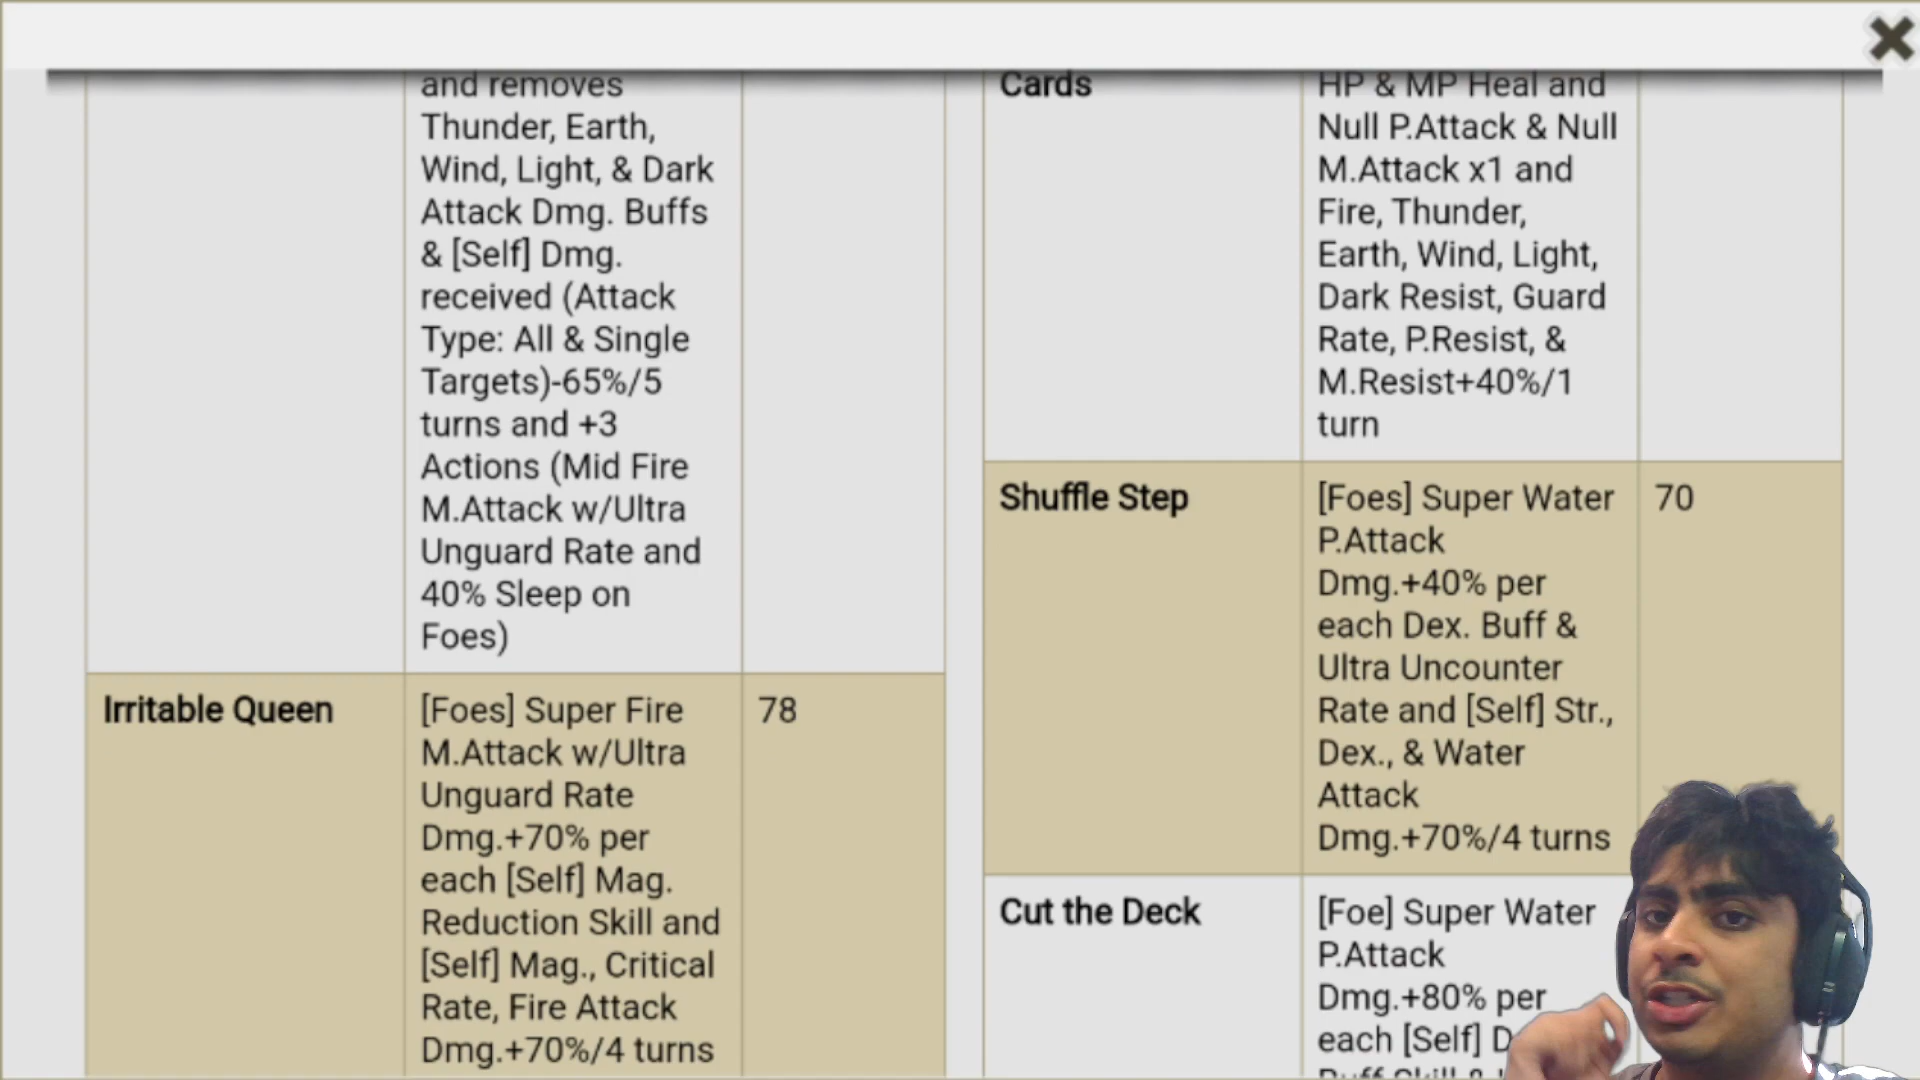 and removes
Thunder, Earth,
Wind, Light, & Dark
Attack Dmg. Buffs
& [Self] Dmg.
received (Attack
Type: All & Single
Targets)-65%/5
turns and +3
Actions (Mid Fire
M.Attack w/Ultra
Unguard Rate and
40% Sleep on
Foes)
Irritable Queen
[Foes] Super Fire
M.Attack w/Ultra
Unguard Rate
Dmg.+70% per
each [Self] Mag.
Reduction Skill and
[Self] Mag., Critical
Rate, Fire Attack
Dmg.+70%/4 turns
78
Cards
HP & MP Heal and
Null P.Attack & Null
M.Attack x1 and
Fire, Thunder,
Earth, Wind, Light,
Dark Resist, Guard
Rate, P.Resist, &
M.Resist+40%/1
turn
Shuffle Step
[Foes] Super Water
P.Attack
Dmg.+40% per
each Dex. Buff &
Ultra Uncounter
Rate and [Self] Str.,
Dex., & Water
Attack
Dmg.+70%/4 turns
70
Cut the Deck
[Foe] Super Water
P.Attack
Dmg.+80% per
each [Self]
Buff Skill &